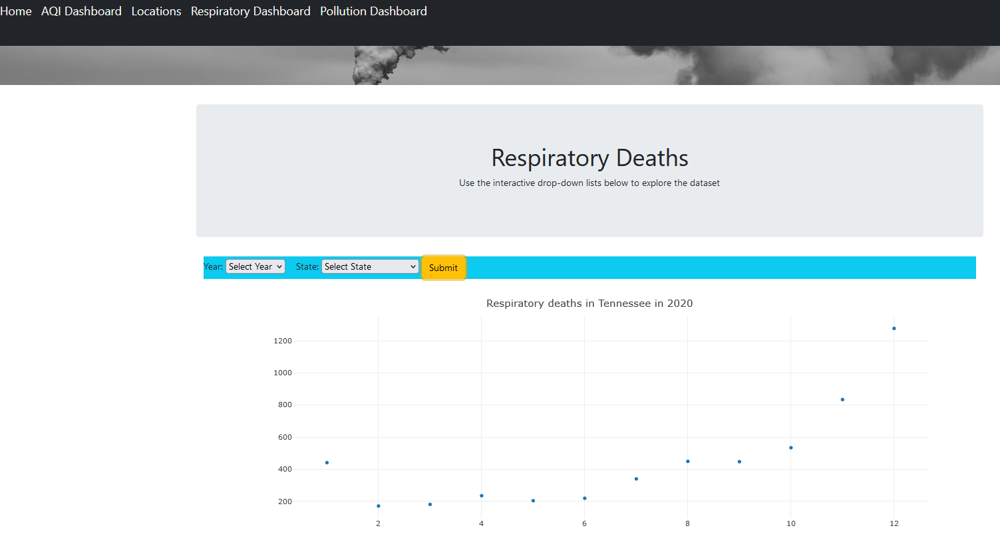 Home AQI Dashboard Locations Respiratory Dashboard Pollution Dashboard
Respiratory Deaths
Use the interactive drop-down lists below to explore the dataset
Year: Select Year State: Select State Submit
Respiratory deaths in Tennessee in 2020
1200
1000
800
600
400
200
2 4 6 8 10 12